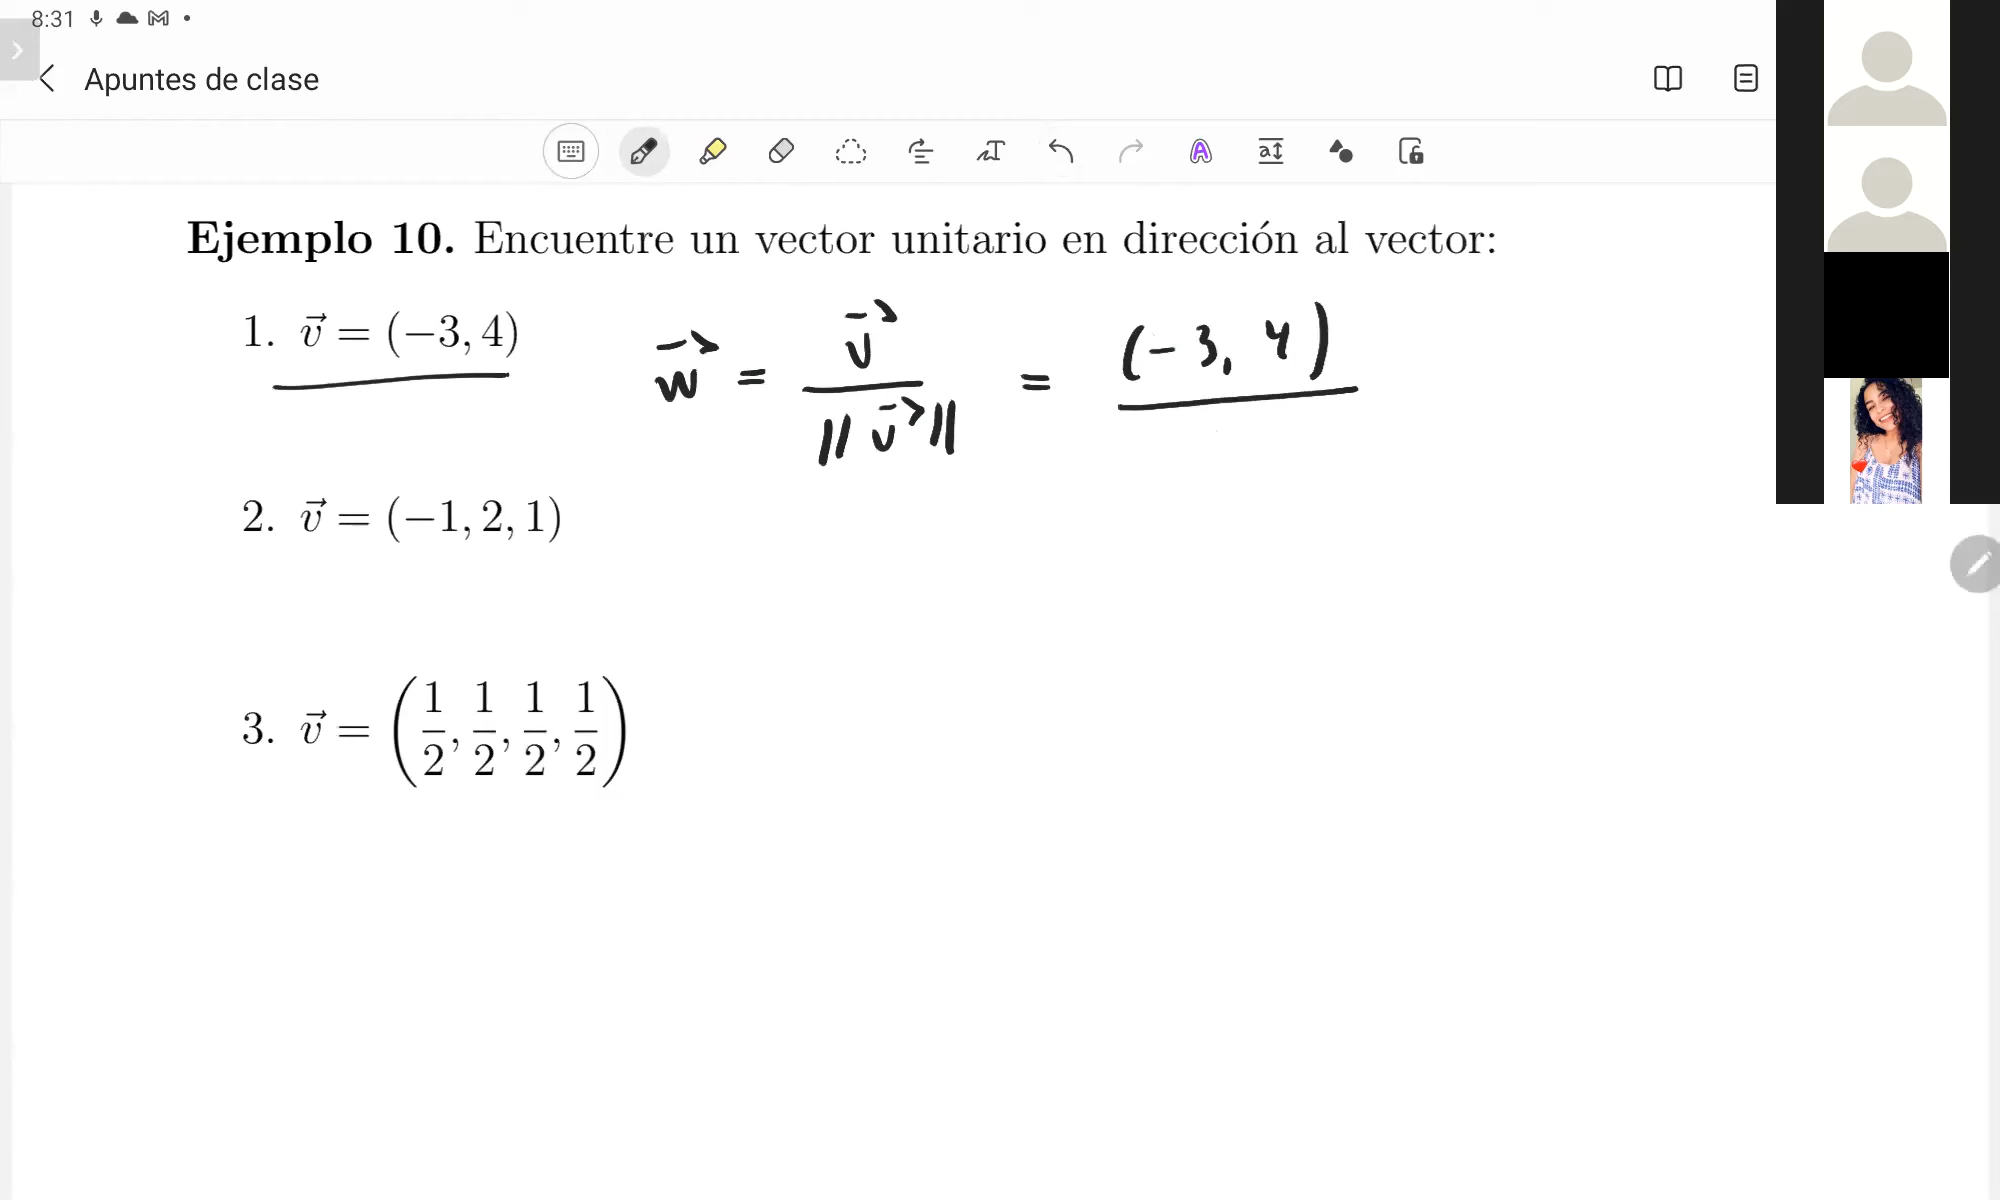 8:31
Apuntes de clase
Ejemplo 10. Encuentre un vector unitario en dirección al vector:
1. v⃗ = (−3, 4)
w⃗ = v⃗ / ||v⃗|| = (-3, 4)
2. v⃗ = (−1, 2, 1)
3. v⃗ = (1/2, 1/2, 1/2, 1/2)